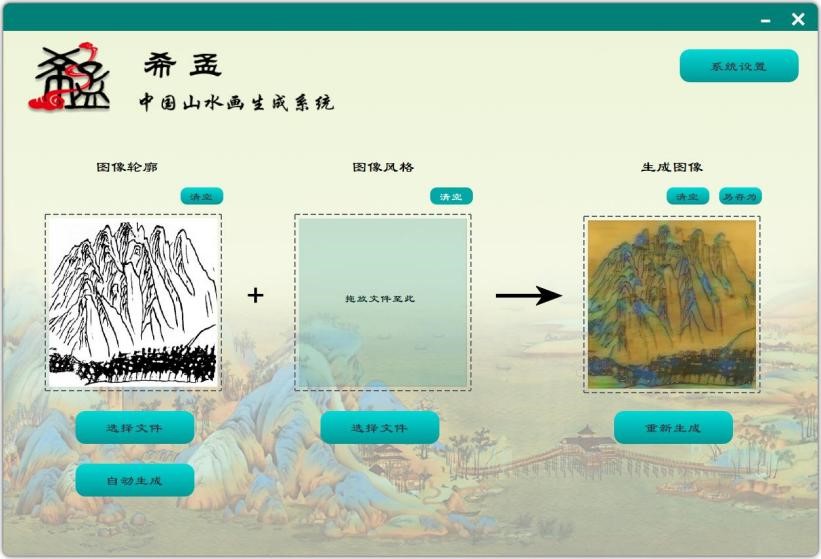 希孟
希孟
中国山水画生成系统
系统设置
图像轮廓
图像风格
生成图像
清空
清空
清空
另存为
拖放文件至此
+
选择文件
选择文件
重新生成
自动生成